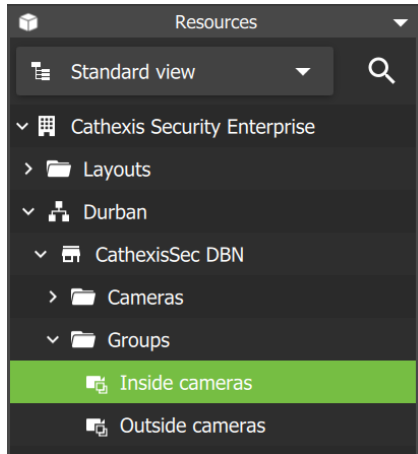 Resources
Standard view
Cathexis Security Enterprise
Layouts
Durban
CathexisSec DBN
Cameras
Groups
Inside cameras
Outside cameras